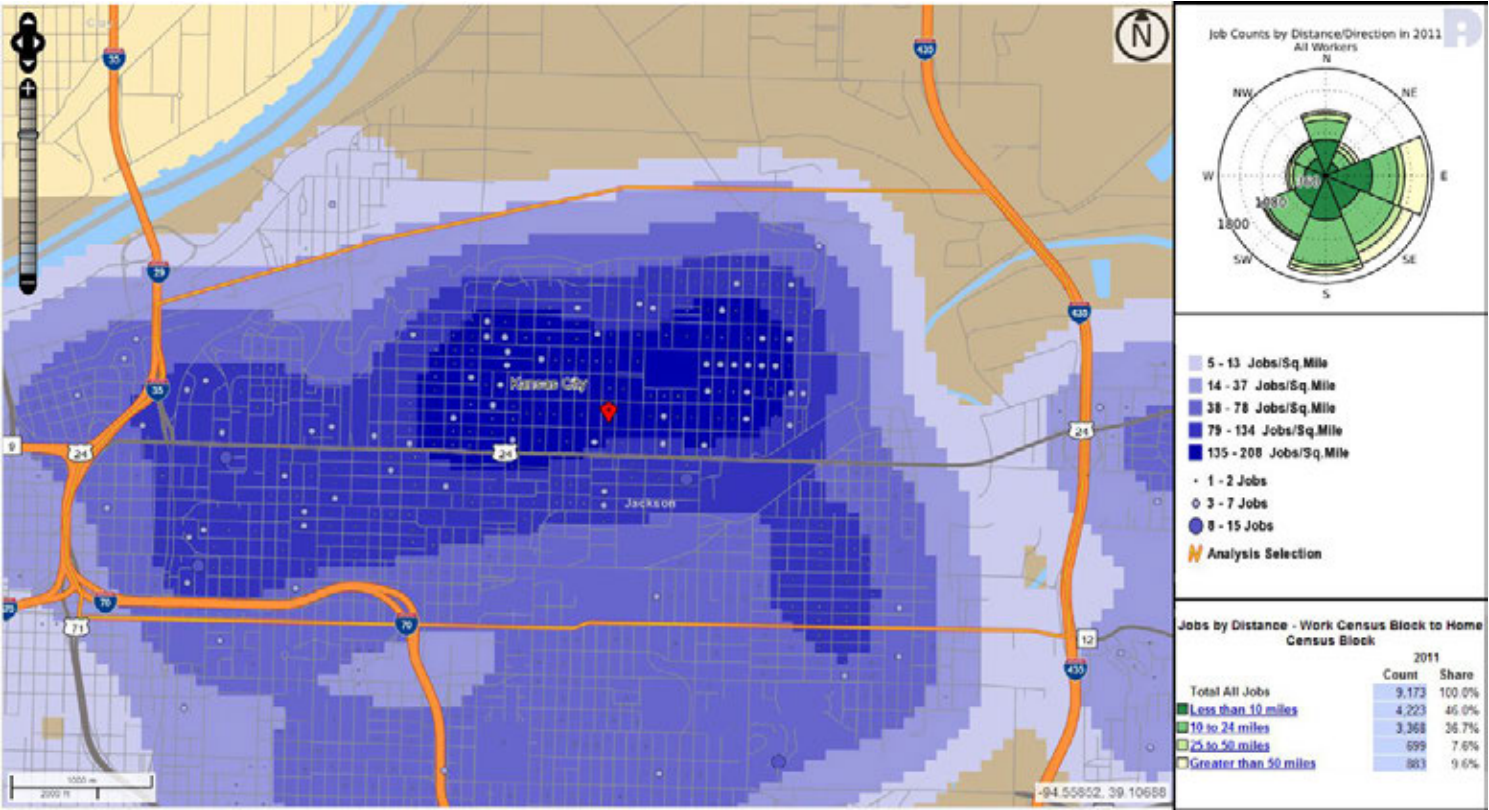 Clay
35
435
N
29
435
35
Kansas City
9
24
24
24
Jackson
70
70
71
12
435
1000 m
2000 ft
-94.55852, 39.10688
Job Counts by Distance/Direction in 2011
All Workers
N
NW
NE
W
E
360
1080
1800
SW
SE
S
5 - 13 Jobs/Sq.Mile
14 - 37 Jobs/Sq.Mile
38 - 78 Jobs/Sq.Mile
79 - 134 Jobs/Sq.Mile
135 - 208 Jobs/Sq.Mile
1 - 2 Jobs
3 - 7 Jobs
8 - 15 Jobs
Analysis Selection
Jobs by Distance - Work Census Block to Home
Census Block
2011
Count Share
Total All Jobs 9,173 100.0%
Less than 10 miles 4,223 46.0%
10 to 24 miles 3,368 36.7%
25 to 50 miles 699 7.6%
Greater than 50 miles 883 9.6%